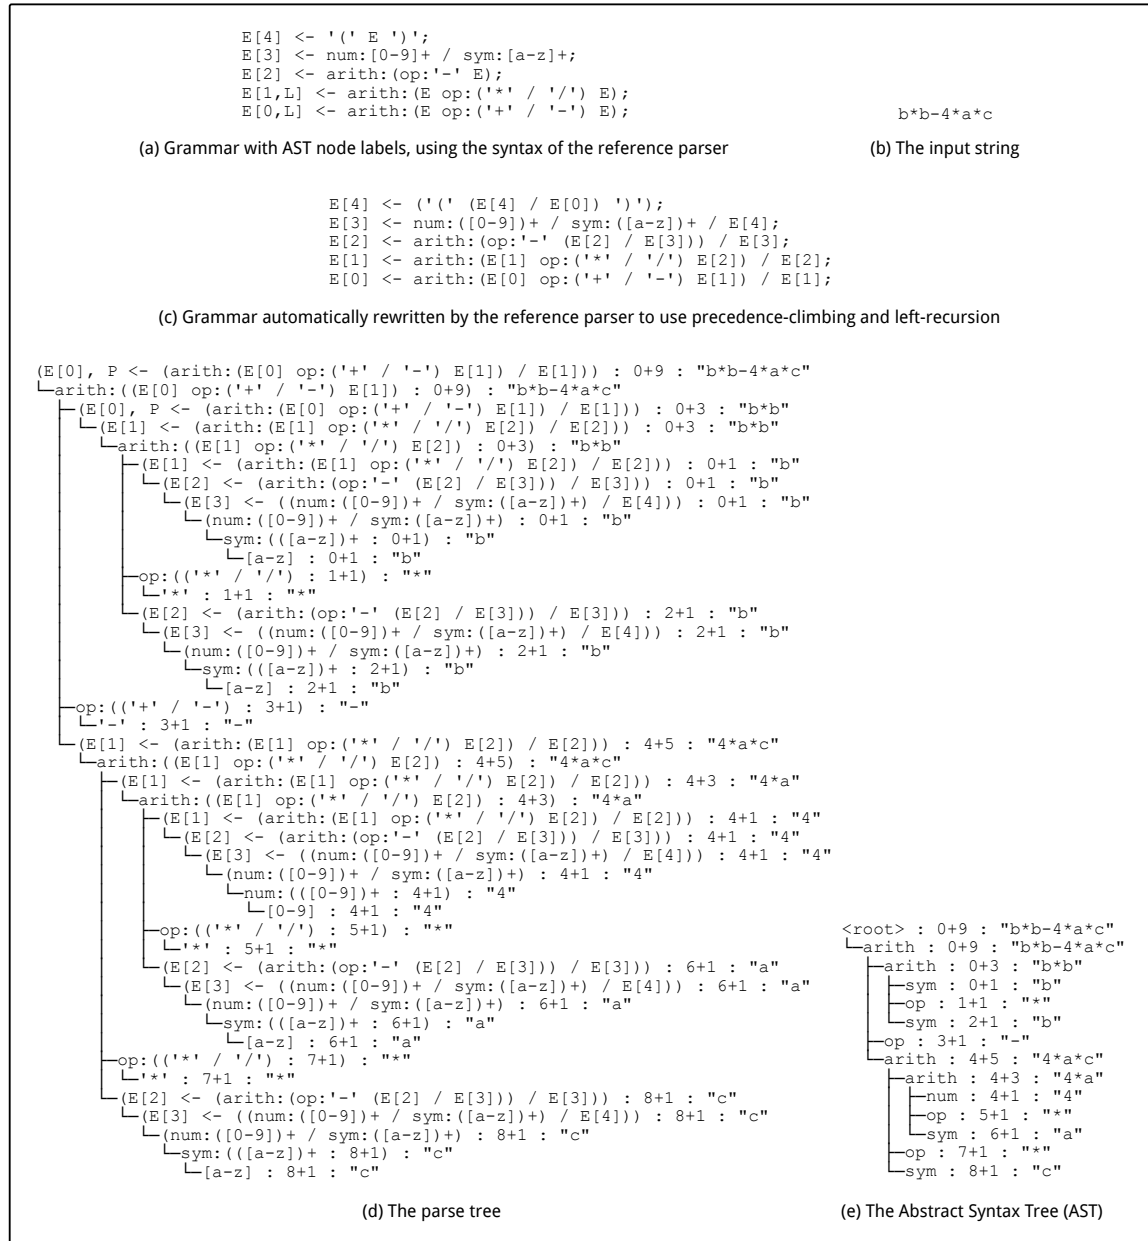 E[4] <- '(' E ')';
E[3] <- num:[0-9]+ / sym:[a-z]+;
E[2] <- arith:(op:'-' E);
E[1,L] <- arith:(E op:('*' / '/') E);
E[0,L] <- arith:(E op:('+' / '-') E);
(a) Grammar with AST node labels, using the syntax of the reference parser
b*b-4*a*c
(b) The input string
E[4] <- ('(' (E[4] / E[0]) ')');
E[3] <- num:([0-9])+ / sym:([a-z])+ / E[4];
E[2] <- arith:(op:'-' (E[2] / E[3])) / E[3];
E[1] <- arith:(E[1] op:('*' / '/') E[2]) / E[2];
E[0] <- arith:(E[0] op:('+' / '-') E[1]) / E[1];
(c) Grammar automatically rewritten by the reference parser to use precedence-climbing and left-recursion
(E[0], P <- (arith:(E[0] op:('+' / '-') E[1]) / E[1])) : 0+9 : "b*b-4*a*c"
└─arith:((E[0] op:('+' / '-') E[1]) : 0+9) : "b*b-4*a*c"
  ├─(E[0], P <- (arith:(E[0] op:('+' / '-') E[1]) / E[1])) : 0+3 : "b*b"
  │ └─(E[1] <- (arith:(E[1] op:('*' / '/') E[2]) / E[2])) : 0+3 : "b*b"
  │   └─arith:((E[1] op:('*' / '/') E[2]) : 0+3) : "b*b"
  │     ├─(E[1] <- (arith:(E[1] op:('*' / '/') E[2]) / E[2])) : 0+1 : "b"
  │     │ └─(E[2] <- (arith:(op:'-' (E[2] / E[3])) / E[3])) : 0+1 : "b"
  │     │   └─(E[3] <- ((num:([0-9])+ / sym:([a-z])+) / E[4])) : 0+1 : "b"
  │     │     └─(num:([0-9])+ / sym:([a-z])+) : 0+1 : "b"
  │     │       └─sym:(([a-z])+ : 0+1) : "b"
  │     │         └─[a-z] : 0+1 : "b"
  │     ├─op:(('*' / '/') : 1+1) : "*"
  │     │ └─'*' : 1+1 : "*"
  │     └─(E[2] <- (arith:(op:'-' (E[2] / E[3])) / E[3])) : 2+1 : "b"
  │       └─(E[3] <- ((num:([0-9])+ / sym:([a-z])+) / E[4])) : 2+1 : "b"
  │         └─(num:([0-9])+ / sym:([a-z])+) : 2+1 : "b"
  │           └─sym:(([a-z])+ : 2+1) : "b"
  │             └─[a-z] : 2+1 : "b"
  ├─op:(('+' / '-') : 3+1) : "-"
  │ └─'-' : 3+1 : "-"
  └─(E[1] <- (arith:(E[1] op:('*' / '/') E[2]) / E[2])) : 4+5 : "4*a*c"
    └─arith:((E[1] op:('*' / '/') E[2]) : 4+5) : "4*a*c"
      ├─(E[1] <- (arith:(E[1] op:('*' / '/') E[2]) / E[2])) : 4+3 : "4*a"
      │ └─arith:((E[1] op:('*' / '/') E[2]) : 4+3) : "4*a"
      │   ├─(E[1] <- (arith:(E[1] op:('*' / '/') E[2]) / E[2])) : 4+1 : "4"
      │   │ └─(E[2] <- (arith:(op:'-' (E[2] / E[3])) / E[3])) : 4+1 : "4"
      │   │   └─(E[3] <- ((num:([0-9])+ / sym:([a-z])+) / E[4])) : 4+1 : "4"
      │   │     └─(num:([0-9])+ / sym:([a-z])+) : 4+1 : "4"
      │   │       └─num:(([0-9])+ : 4+1) : "4"
      │   │         └─[0-9] : 4+1 : "4"
      │   ├─op:(('*' / '/') : 5+1) : "*"
      │   │ └─'*' : 5+1 : "*"
      │   └─(E[2] <- (arith:(op:'-' (E[2] / E[3])) / E[3])) : 6+1 : "a"
      │     └─(E[3] <- ((num:([0-9])+ / sym:([a-z])+) / E[4])) : 6+1 : "a"
      │       └─(num:([0-9])+ / sym:([a-z])+) : 6+1 : "a"
      │         └─sym:(([a-z])+ : 6+1) : "a"
      │           └─[a-z] : 6+1 : "a"
      ├─op:(('*' / '/') : 7+1) : "*"
      │ └─'*' : 7+1 : "*"
      └─(E[2] <- (arith:(op:'-' (E[2] / E[3])) / E[3])) : 8+1 : "c"
        └─(E[3] <- ((num:([0-9])+ / sym:([a-z])+) / E[4])) : 8+1 : "c"
          └─(num:([0-9])+ / sym:([a-z])+) : 8+1 : "c"
            └─sym:(([a-z])+ : 8+1) : "c"
              └─[a-z] : 8+1 : "c"
(d) The parse tree
<root> : 0+9 : "b*b-4*a*c"
└─arith : 0+9 : "b*b-4*a*c"
  ├─arith : 0+3 : "b*b"
  │ ├─sym : 0+1 : "b"
  │ ├─op : 1+1 : "*"
  │ └─sym : 2+1 : "b"
  ├─op : 3+1 : "-"
  └─arith : 4+5 : "4*a*c"
    ├─arith : 4+3 : "4*a"
    │ ├─num : 4+1 : "4"
    │ ├─op : 5+1 : "*"
    │ └─sym : 6+1 : "a"
    ├─op : 7+1 : "*"
    └─sym : 8+1 : "c"
(e) The Abstract Syntax Tree (AST)